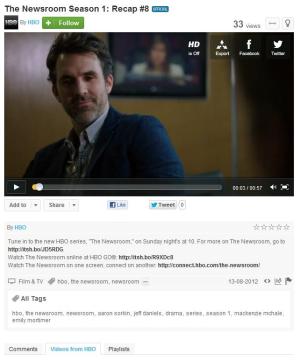 The Newsroom Season 1: Recap #8 OFFICIAL
HBO By HBO + Follow 33 views
HD is Off Export Facebook Twitter
00:03 / 00:57
Add to Share Like Tweet 0
By HBO
Tune in to the new HBO series, "The Newsroom," on Sunday night's at 10. For more on The Newsroom, go to
http://itsh.bo/JD5RDG.
Watch The Newsroom online at HBO GO®: http://itsh.bo/R9XDc8
Watch The Newsroom on one screen, connect on another: http://connect.hbo.com/the-newsroom/
Film & TV hbo, the newsroom, newsroom 13-08-2012
All Tags
hbo, the newsroom, newsroom, aaron sorkin, jeff daniels, drama, series, season 1, mackenzie mchale,
emily mortimer
Comments Videos from HBO Playlists